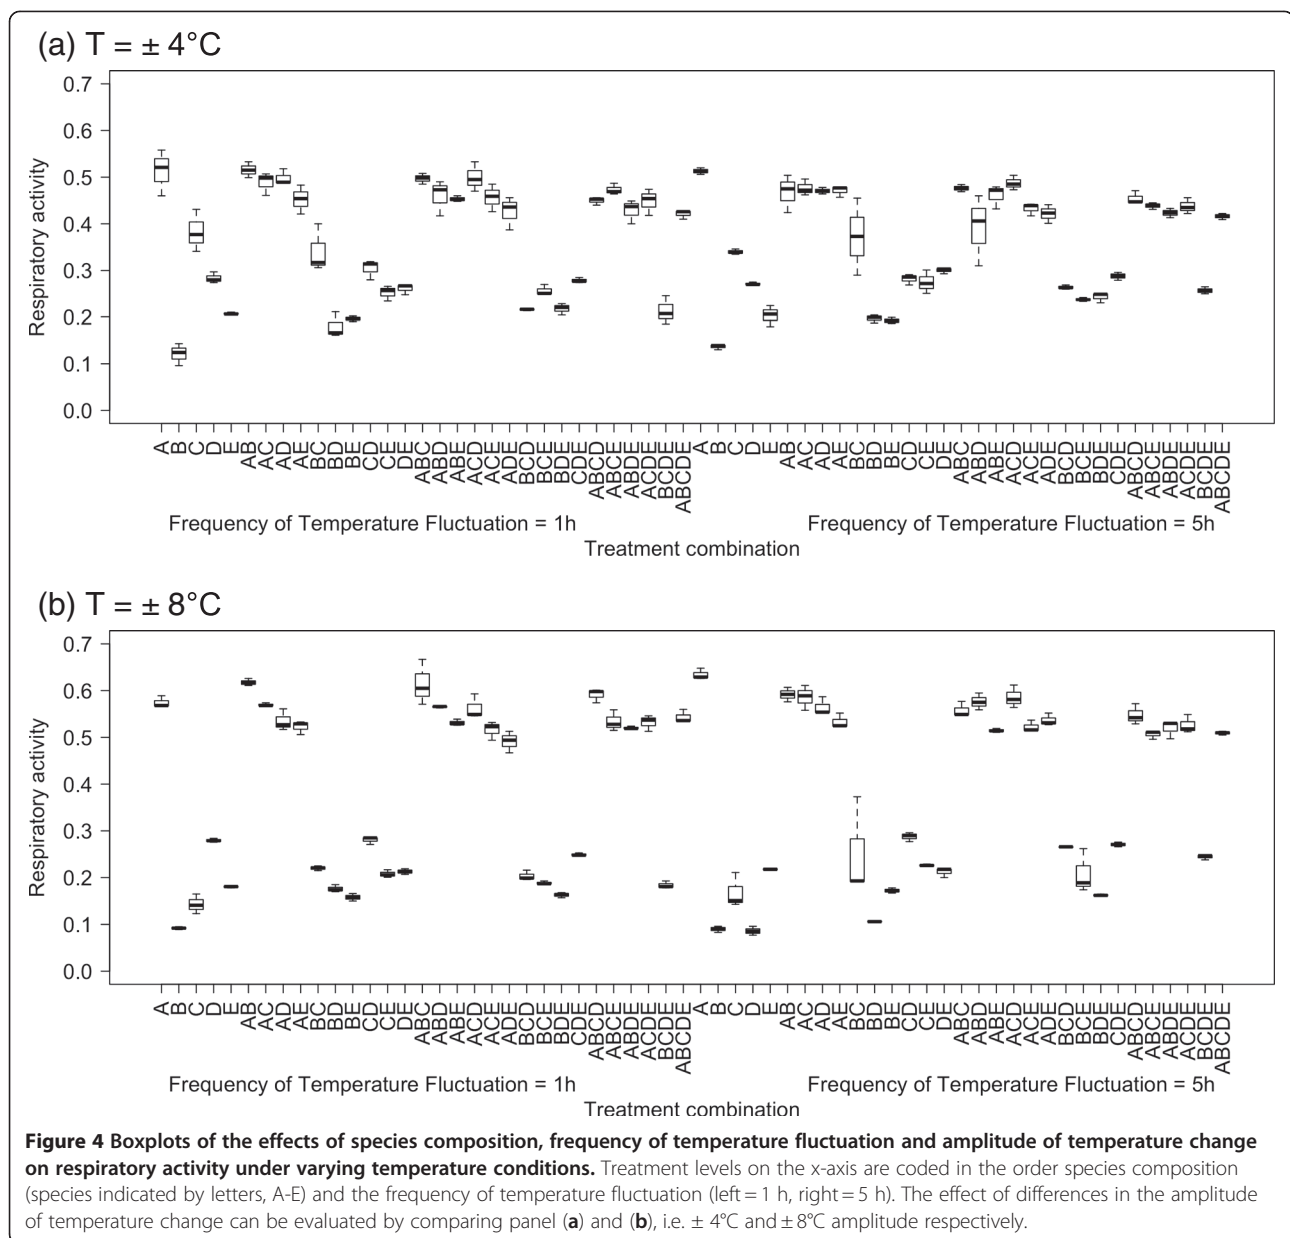 (a) T = ± 4°C
Respiratory activity
0.7
0.6
0.5
0.4
0.3
0.2
0.1
0.0
A B C D E AB AC AD AE BC BD BE CD CE DE ABC ABD ABE ACD ACE ADE BCD BCE BDE CDE ABCD ABCE ABDE ACDE BCDE ABCDE A B C D E AB AC AD AE BC BD BE CD CE DE ABC ABD ABE ACD ACE ADE BCD BCE BDE CDE ABCD ABCE ABDE ACDE BCDE ABCDE
Frequency of Temperature Fluctuation = 1h Frequency of Temperature Fluctuation = 5h
Treatment combination
(b) T = ± 8°C
Respiratory activity
0.7
0.6
0.5
0.4
0.3
0.2
0.1
0.0
A B C D E AB AC AD AE BC BD BE CD CE DE ABC ABD ABE ACD ACE ADE BCD BCE BDE CDE ABCD ABCE ABDE ACDE BCDE ABCDE A B C D E AB AC AD AE BC BD BE CD CE DE ABC ABD ABE ACD ACE ADE BCD BCE BDE CDE ABCD ABCE ABDE ACDE BCDE ABCDE
Frequency of Temperature Fluctuation = 1h Frequency of Temperature Fluctuation = 5h
Treatment combination
Figure 4 Boxplots of the effects of species composition, frequency of temperature fluctuation and amplitude of temperature change
on respiratory activity under varying temperature conditions. Treatment levels on the x-axis are coded in the order species composition
(species indicated by letters, A-E) and the frequency of temperature fluctuation (left = 1 h, right = 5 h). The effect of differences in the amplitude
of temperature change can be evaluated by comparing panel (a) and (b), i.e. ± 4°C and ± 8°C amplitude respectively.